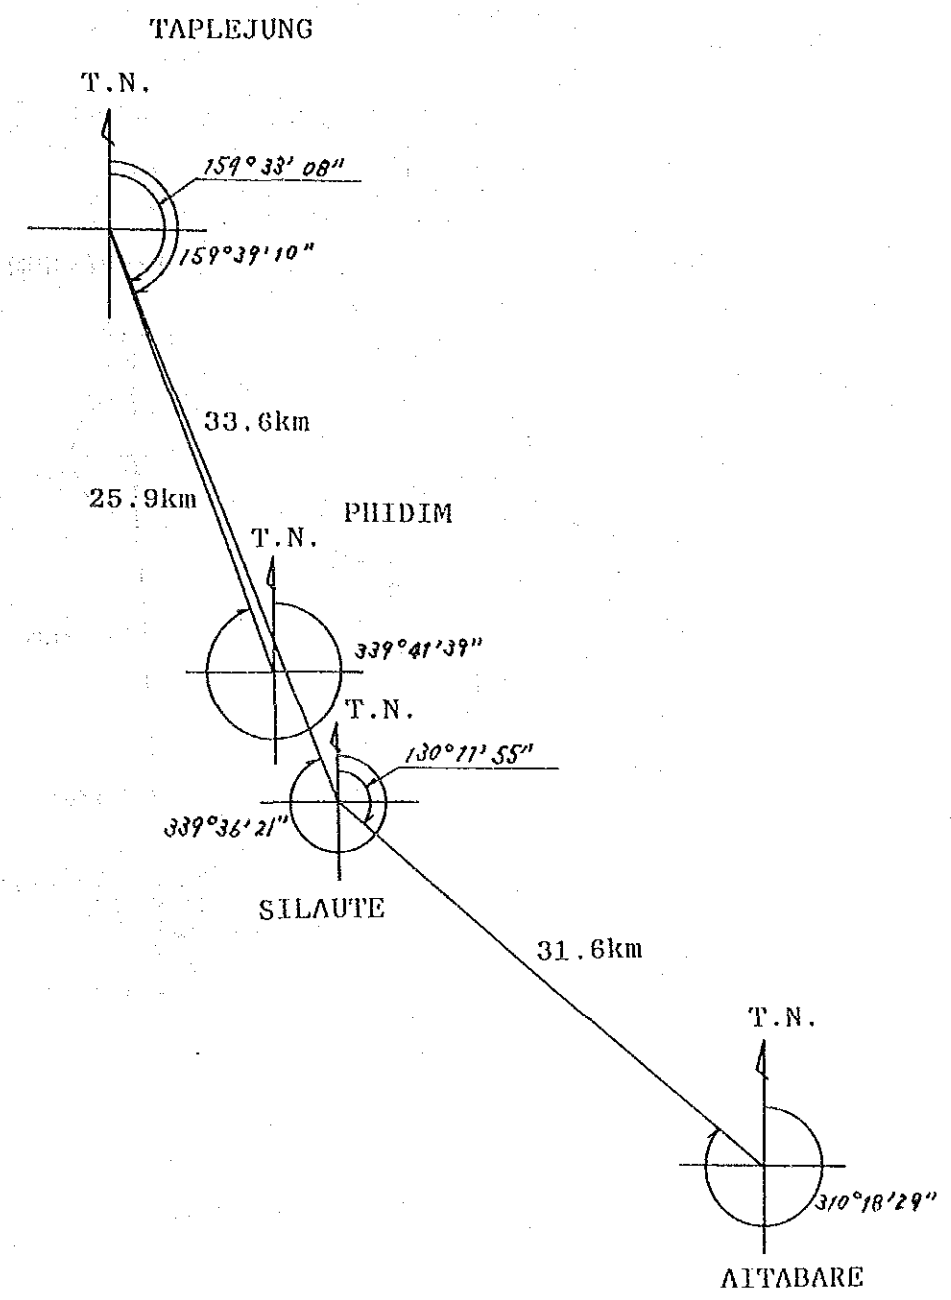 TAPLEJUNG
T.N.
159°33'08"
159°39'10"
33.6km
25.9km
PHIDIM
T.N.
339°41'39"
T.N.
130°11'55"
339°36'21"
SILAUTE
31.6km
T.N.
310°18'29"
AITABARE